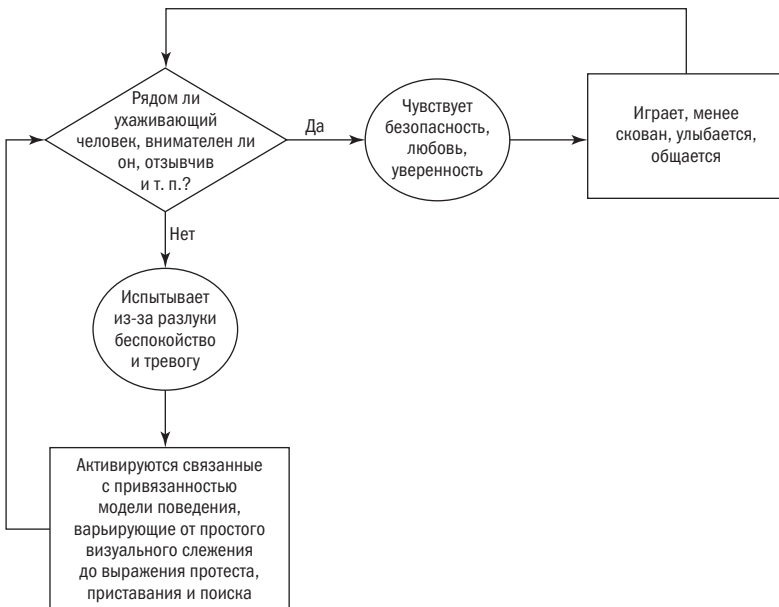 Рядом ли
ухаживающий
человек, внимателен ли
он, отзывчив
и т. п.?
Да
Чувствует
безопасность,
любовь,
уверенность
Играет, менее
скован, улыбается,
общается
Нет
Испытывает
из-за разлуки
беспокойство
и тревогу
Активируются связанные
с привязанностью
модели поведения,
варьирующие от простого
визуального слежения
до выражения протеста,
приставания и поиска